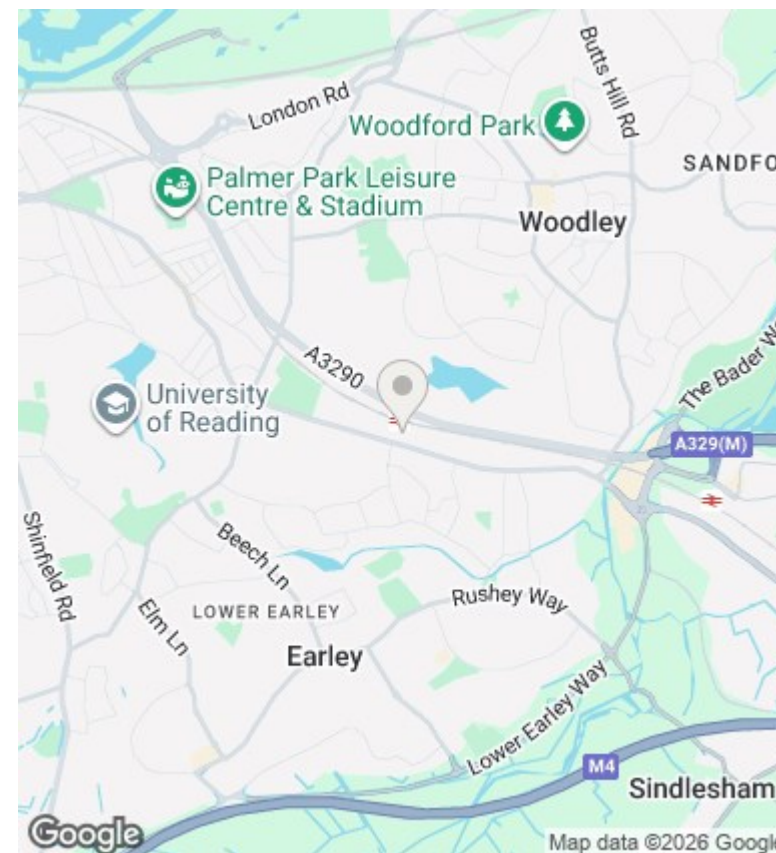 Butts Hill Rd
London Rd
Woodford Park
SANDFO
Palmer Park Leisure
Centre & Stadium
Woodley
A3290
The Bader Wa
University
of Reading
A329(M)
Shinfield Rd
Beech Ln
Elm Ln
LOWER EARLEY
Rushey Way
Earley
Lower Earley Way
M4
Sindlesham
Google
Map data ©2026 Google